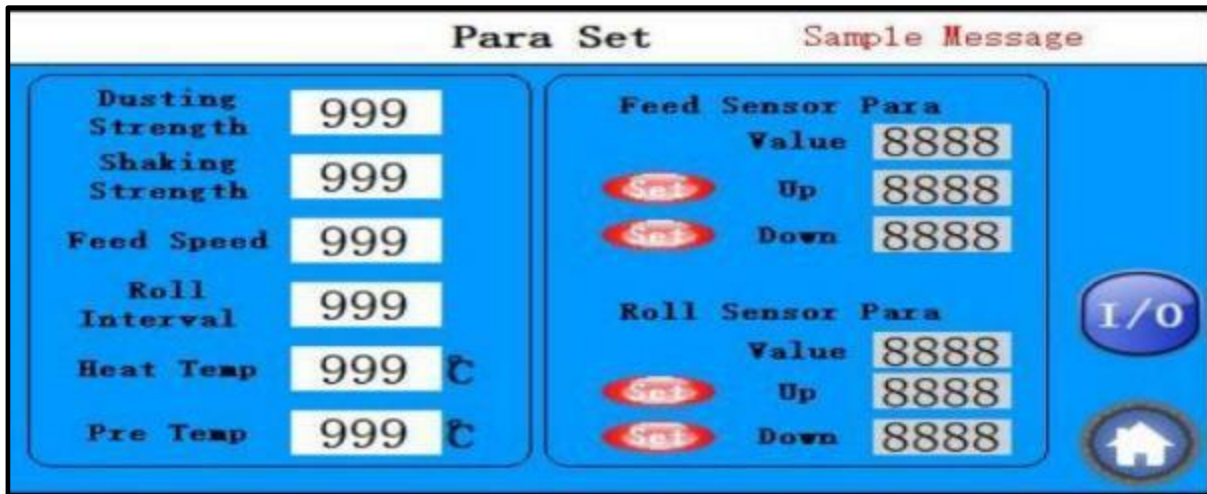 Para Set
Sample Message
Dusting
Strength
999
Shaking
Strength
999
Feed Speed
999
Roll
Interval
999
Heat Temp
999 ℃
Pre Temp
999 ℃
Feed Sensor Para
Value 8888
Set Up 8888
Set Down 8888
Roll Sensor Para
Value 8888
Set Up 8888
Set Down 8888
I/O